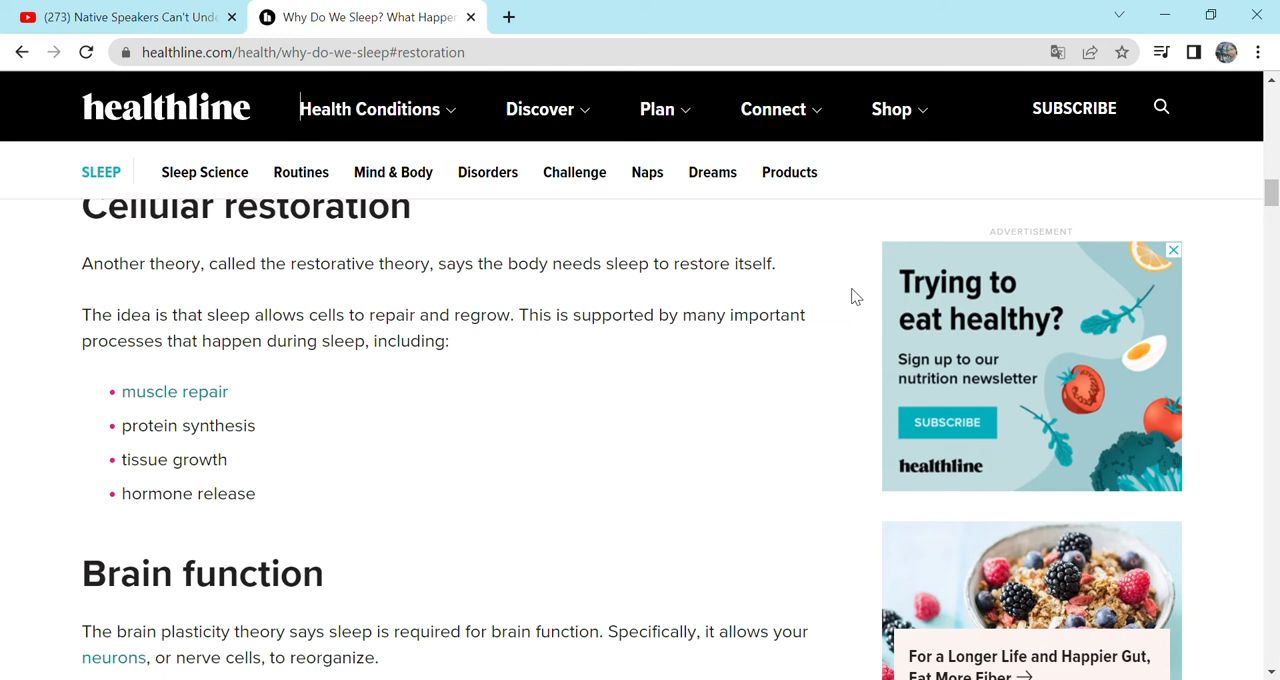 (273) Native Speakers Can't Unde
Why Do We Sleep? What Happer
healthline.com/health/why-do-we-sleep#restoration
healthline
Health Conditions
Discover
Plan
Connect
Shop
SUBSCRIBE
SLEEP
Sleep Science
Routines
Mind & Body
Disorders
Challenge
Naps
Dreams
Products
Cellular restoration
Another theory, called the restorative theory, says the body needs sleep to restore itself.
The idea is that sleep allows cells to repair and regrow. This is supported by many important
processes that happen during sleep, including:
• muscle repair
• protein synthesis
• tissue growth
• hormone release
Brain function
The brain plasticity theory says sleep is required for brain function. Specifically, it allows your
neurons, or nerve cells, to reorganize.
ADVERTISEMENT
Trying to
eat healthy?
Sign up to our
nutrition newsletter
SUBSCRIBE
healthline
For a Longer Life and Happier Gut,
Eat More Fiber →